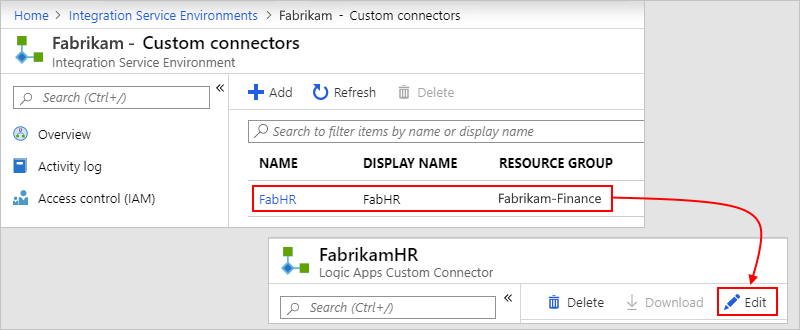 Home > Integration Service Environments > Fabrikam - Custom connectors
Fabrikam - Custom connectors
Integration Service Environment
Search (Ctrl+/)
«
Add Refresh Delete
Overview
Activity log
Access control (IAM)
Search to filter items by name or display name
NAME DISPLAY NAME RESOURCE GROUP
FabHR FabHR Fabrikam-Finance
FabrikamHR
Logic Apps Custom Connector
Search (Ctrl+/)
«
Delete Download Edit